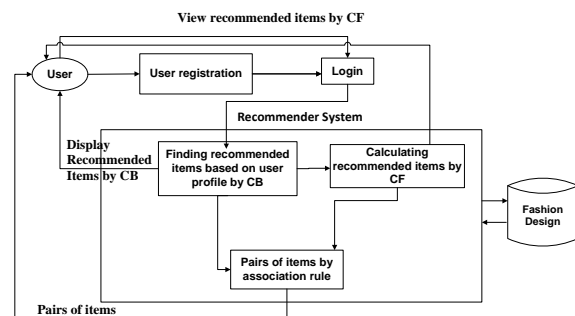 View recommended items by CF
User
User registration
Login
Recommender System
Display
Recommended
Items by CB
Finding recommended
items based on user
profile by CB
Calculating
recommended items by
CF
Fashion
Design
Pairs of items by
association rule
Pairs of items